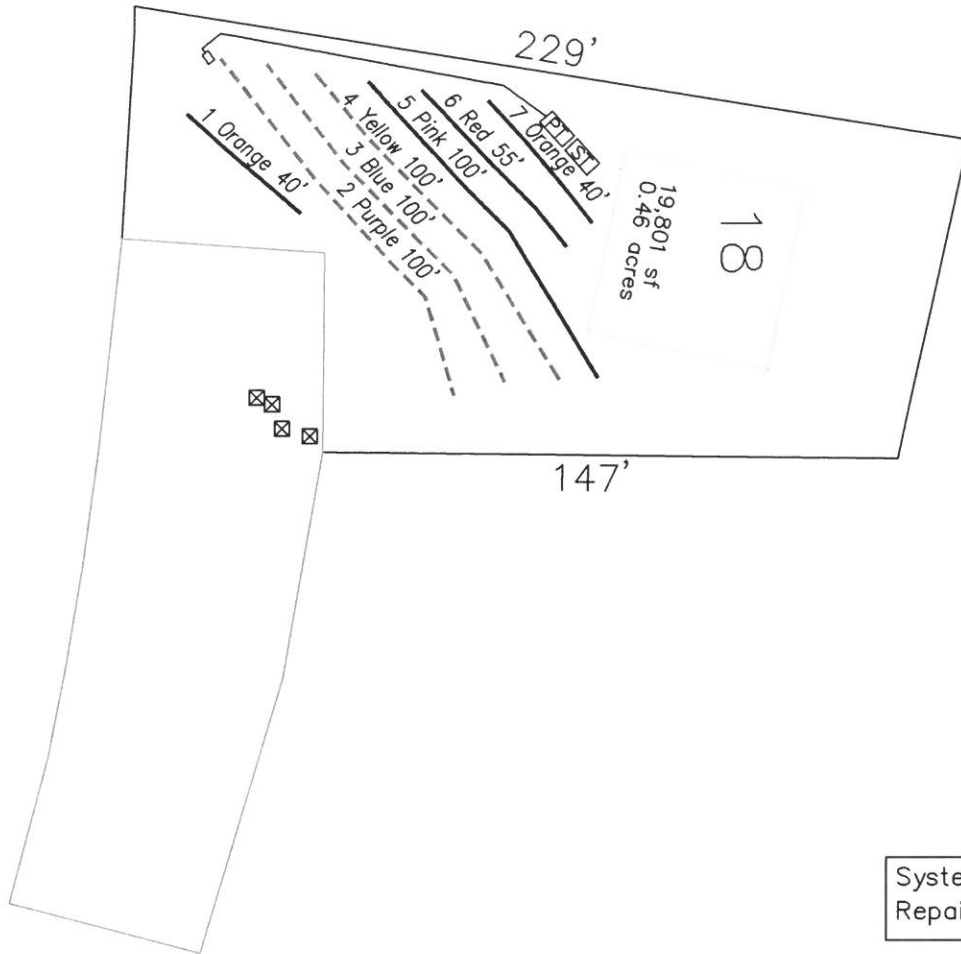 229'
1 Orange 40'
2 Purple 100'
3 Blue 100'
4 Yellow 100'
5 Pink 100'
6 Red 55'
7 Orange 40'
PT ST
18
19,801 sf
0.46 acres
147'
Syste
Repai